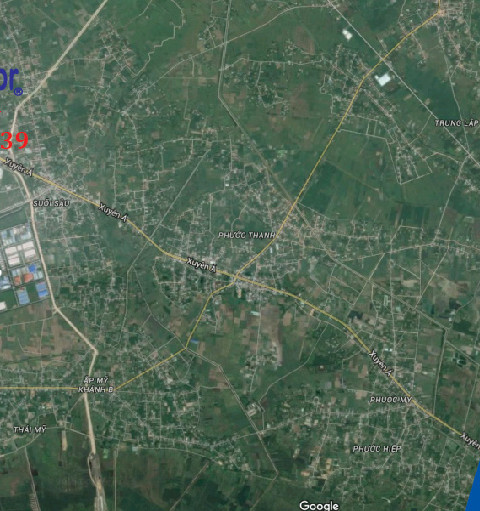 or®
39
Xuyên Á
SUỐI SÂU
Xuyên Á
TRUNG LẬP
PHƯỚC THẠNH
Xuyên Á
Xuyên Á
ẤP MỸ
KHÁNH B
PHƯỚC MỸ
THÁI MỸ
Xuyên
PHƯỚC HIỆP
Google